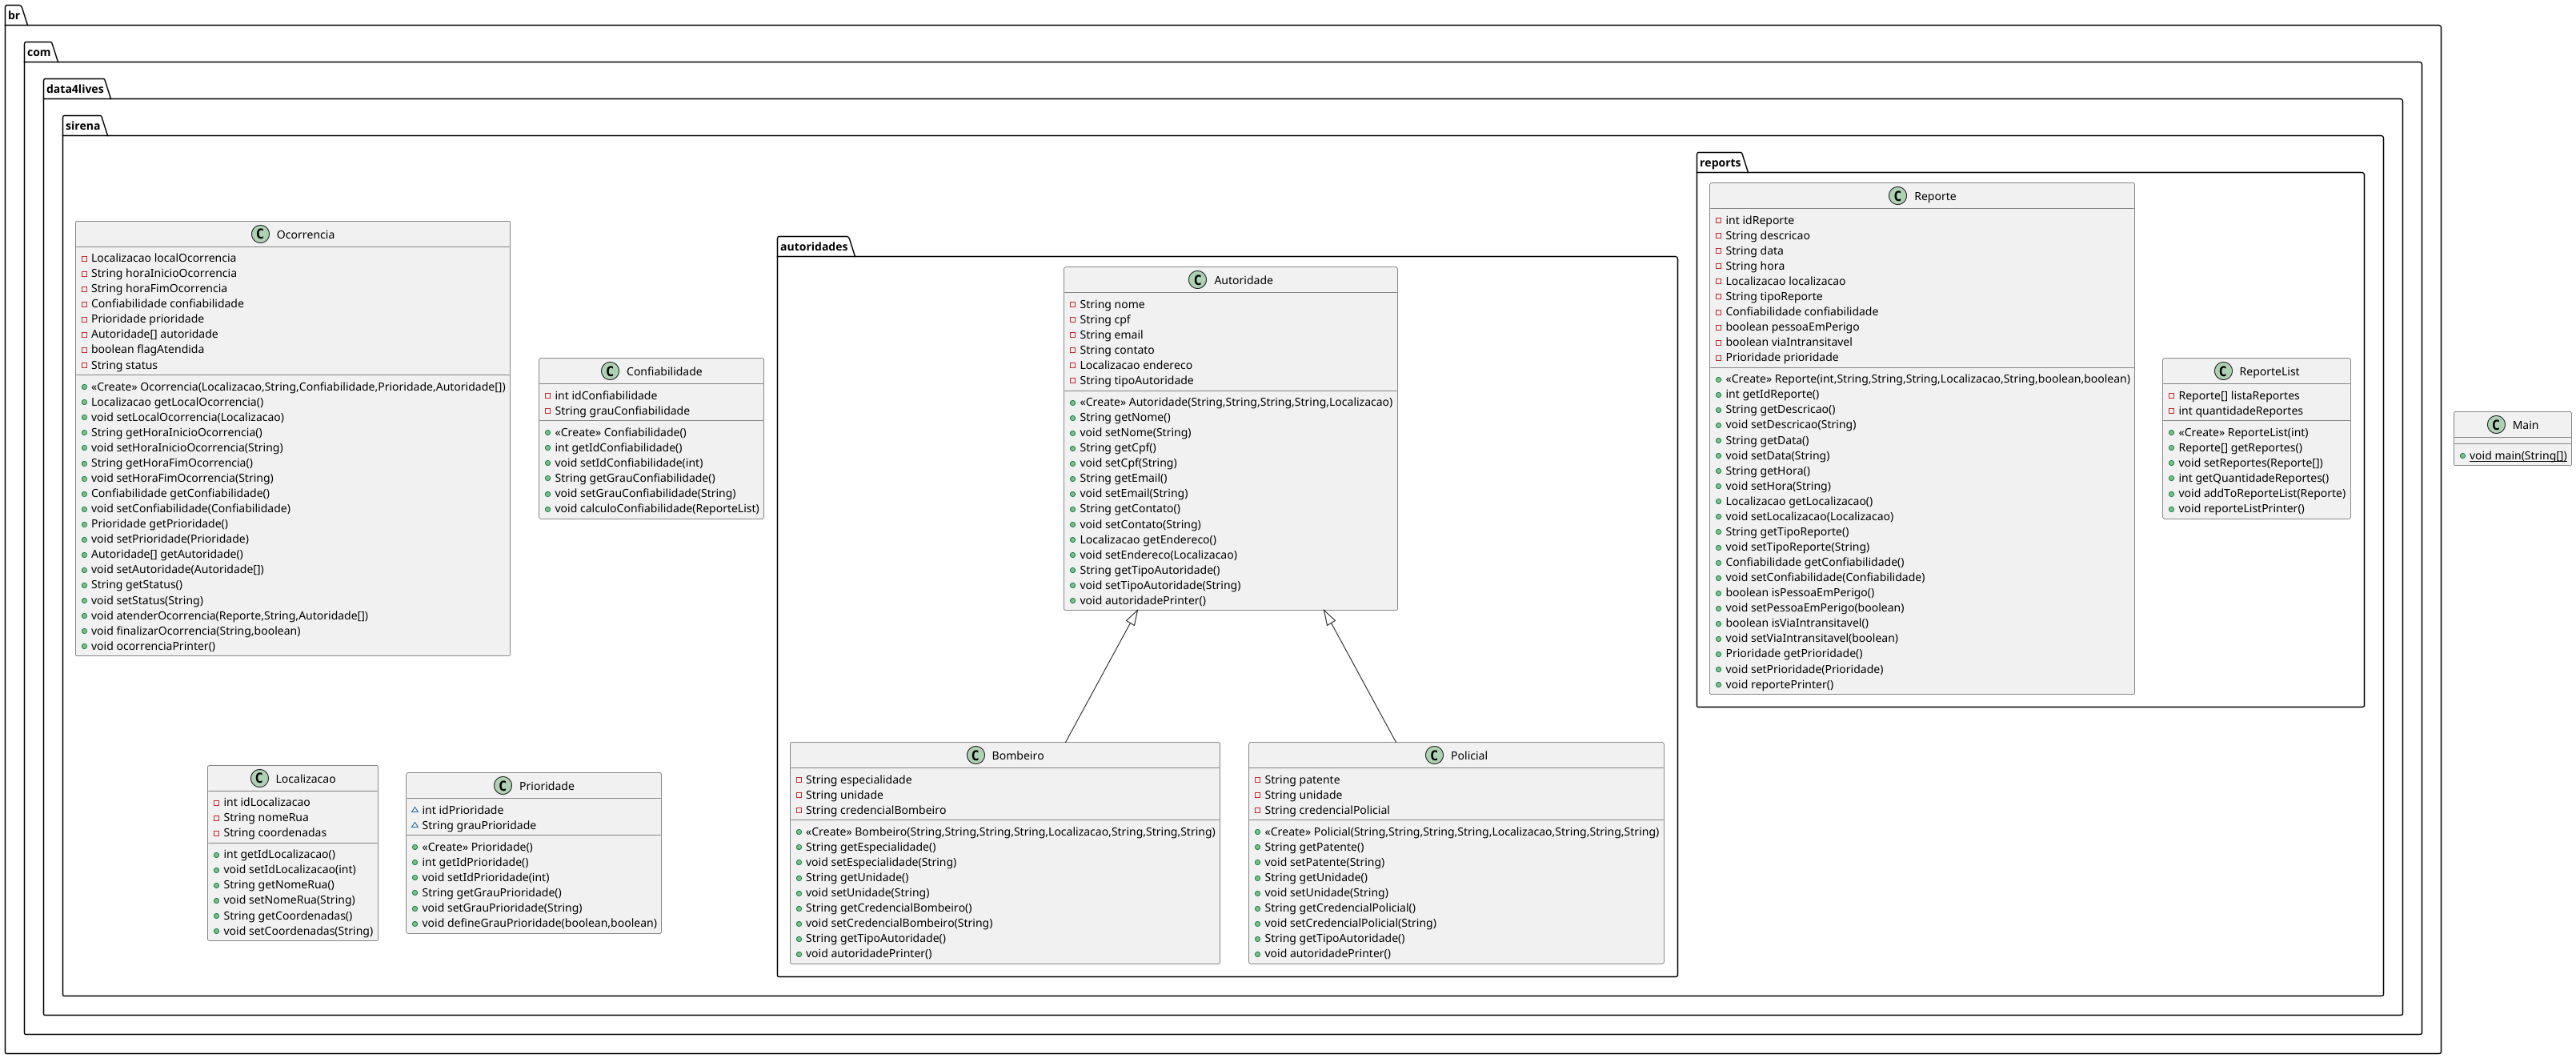 br
com
data4lives
sirena
reports
Reporte
int idReporte
String descricao
String data
String hora
Localizacao localizacao
String tipoReporte
Confiabilidade confiabilidade
boolean pessoaEmPerigo
boolean viaIntransitavel
Prioridade prioridade
«Create» Reporte(int,String,String,String,Localizacao,String,boolean,boolean)
int getIdReporte()
String getDescricao()
void setDescricao(String)
String getData()
void setData(String)
String getHora()
void setHora(String)
Localizacao getLocalizacao()
void setLocalizacao(Localizacao)
String getTipoReporte()
void setTipoReporte(String)
Confiabilidade getConfiabilidade()
void setConfiabilidade(Confiabilidade)
boolean isPessoaEmPerigo()
void setPessoaEmPerigo(boolean)
boolean isViaIntransitavel()
void setViaIntransitavel(boolean)
Prioridade getPrioridade()
void setPrioridade(Prioridade)
void reportePrinter()
ReporteList
Reporte[] listaReportes
int quantidadeReportes
«Create» ReporteList(int)
Reporte[] getReportes()
void setReportes(Reporte[])
int getQuantidadeReportes()
void addToReporteList(Reporte)
void reporteListPrinter()
Main
void main(String[])
Ocorrencia
Localizacao localOcorrencia
String horaInicioOcorrencia
String horaFimOcorrencia
Confiabilidade confiabilidade
Prioridade prioridade
Autoridade[] autoridade
boolean flagAtendida
String status
«Create» Ocorrencia(Localizacao,String,Confiabilidade,Prioridade,Autoridade[])
Localizacao getLocalOcorrencia()
void setLocalOcorrencia(Localizacao)
String getHoraInicioOcorrencia()
void setHoraInicioOcorrencia(String)
String getHoraFimOcorrencia()
void setHoraFimOcorrencia(String)
Confiabilidade getConfiabilidade()
void setConfiabilidade(Confiabilidade)
Prioridade getPrioridade()
void setPrioridade(Prioridade)
Autoridade[] getAutoridade()
void setAutoridade(Autoridade[])
String getStatus()
void setStatus(String)
void atenderOcorrencia(Reporte,String,Autoridade[])
void finalizarOcorrencia(String,boolean)
void ocorrenciaPrinter()
Confiabilidade
int idConfiabilidade
String grauConfiabilidade
«Create» Confiabilidade()
int getIdConfiabilidade()
void setIdConfiabilidade(int)
String getGrauConfiabilidade()
void setGrauConfiabilidade(String)
void calculoConfiabilidade(ReporteList)
autoridades
Autoridade
String nome
String cpf
String email
String contato
Localizacao endereco
String tipoAutoridade
«Create» Autoridade(String,String,String,String,Localizacao)
String getNome()
void setNome(String)
String getCpf()
void setCpf(String)
String getEmail()
void setEmail(String)
String getContato()
void setContato(String)
Localizacao getEndereco()
void setEndereco(Localizacao)
String getTipoAutoridade()
void setTipoAutoridade(String)
void autoridadePrinter()
Bombeiro
String especialidade
String unidade
String credencialBombeiro
«Create» Bombeiro(String,String,String,String,Localizacao,String,String,String)
String getEspecialidade()
void setEspecialidade(String)
String getUnidade()
void setUnidade(String)
String getCredencialBombeiro()
void setCredencialBombeiro(String)
String getTipoAutoridade()
void autoridadePrinter()
Policial
String patente
String unidade
String credencialPolicial
«Create» Policial(String,String,String,String,Localizacao,String,String,String)
String getPatente()
void setPatente(String)
String getUnidade()
void setUnidade(String)
String getCredencialPolicial()
void setCredencialPolicial(String)
String getTipoAutoridade()
void autoridadePrinter()
Localizacao
int idLocalizacao
String nomeRua
String coordenadas
int getIdLocalizacao()
void setIdLocalizacao(int)
String getNomeRua()
void setNomeRua(String)
String getCoordenadas()
void setCoordenadas(String)
Prioridade
int idPrioridade
String grauPrioridade
«Create» Prioridade()
int getIdPrioridade()
void setIdPrioridade(int)
String getGrauPrioridade()
void setGrauPrioridade(String)
void defineGrauPrioridade(boolean,boolean)